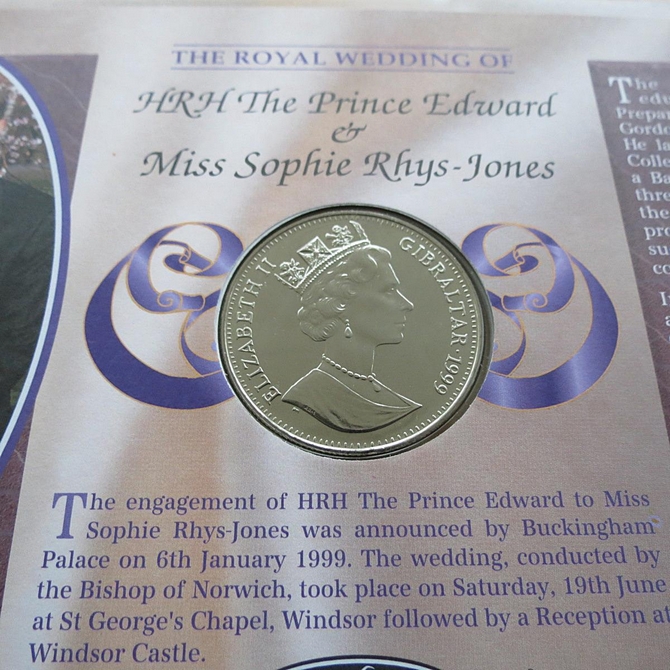 THE ROYAL WEDDING OF
HRH The Prince Edward
&
Miss Sophie Rhys-Jones
ELIZABETH II
GIBRALTAR · 1999
The engagement of HRH The Prince Edward to Miss
Sophie Rhys-Jones was announced by Buckingham
Palace on 6th January 1999. The wedding, conducted by
the Bishop of Norwich, took place on Saturday, 19th June
at St George's Chapel, Windsor followed by a Reception at
Windsor Castle.
The
He
a
the